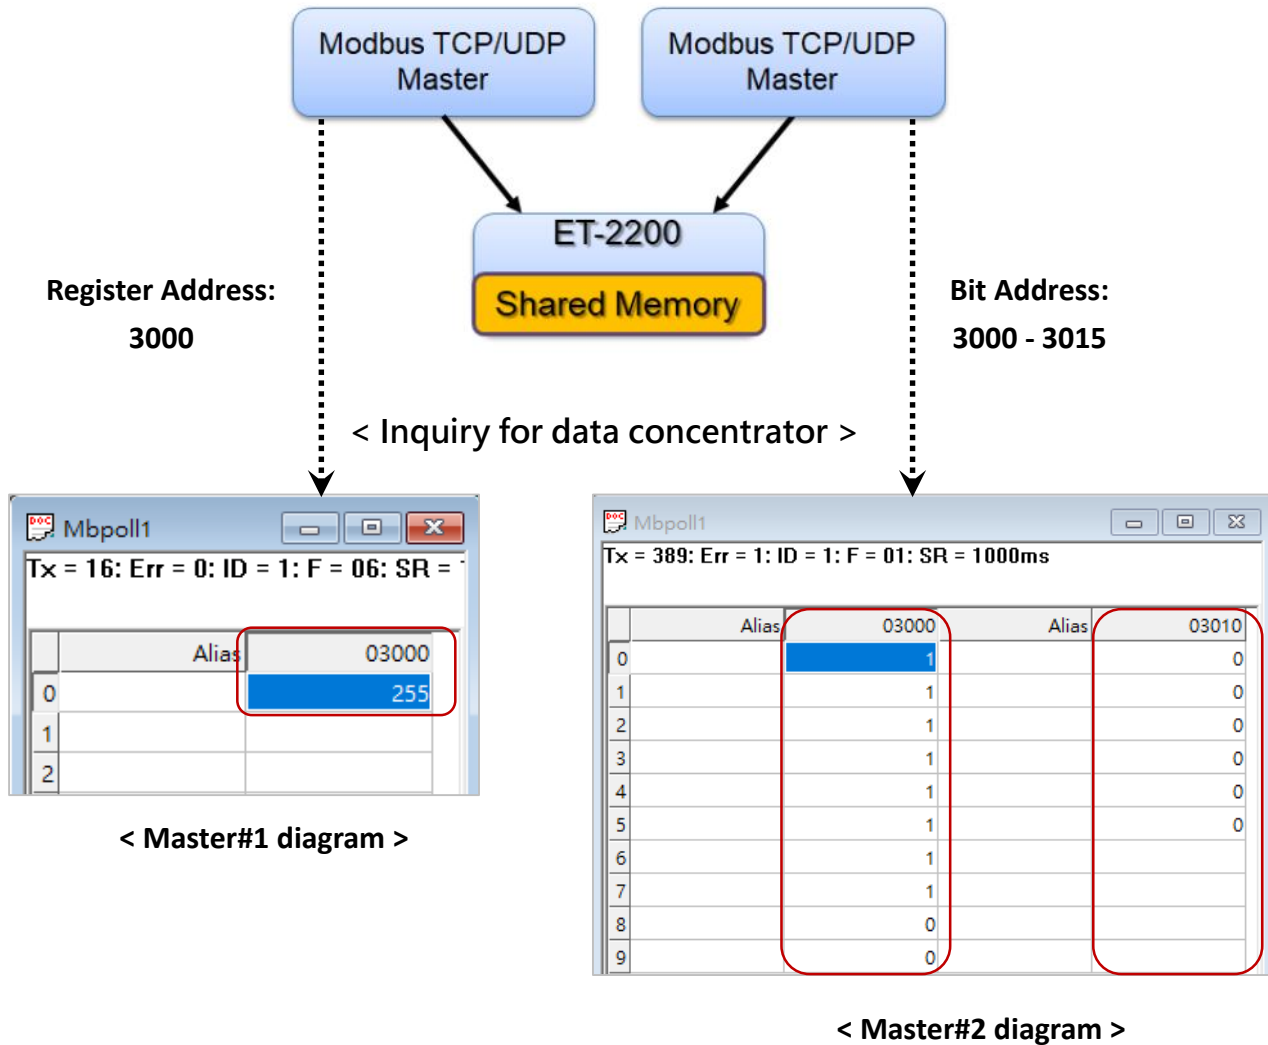 Modbus TCP/UDP
Master
Modbus TCP/UDP
Master
ET-2200
Shared Memory
Register Address:
3000
Bit Address:
3000 - 3015
< Inquiry for data concentrator >
Mbpoll1
Tx = 16: Err = 0: ID = 1: F = 06: SR =
Alias 03000
0 255
1
2
< Master#1 diagram >
Mbpoll1
Tx = 389: Err = 1: ID = 1: F = 01: SR = 1000ms
Alias 03000 Alias 03010
0 1 0
1 1 0
2 1 0
3 1 0
4 1 0
5 1 0
6 1
7 1
8 0
9 0
< Master#2 diagram >